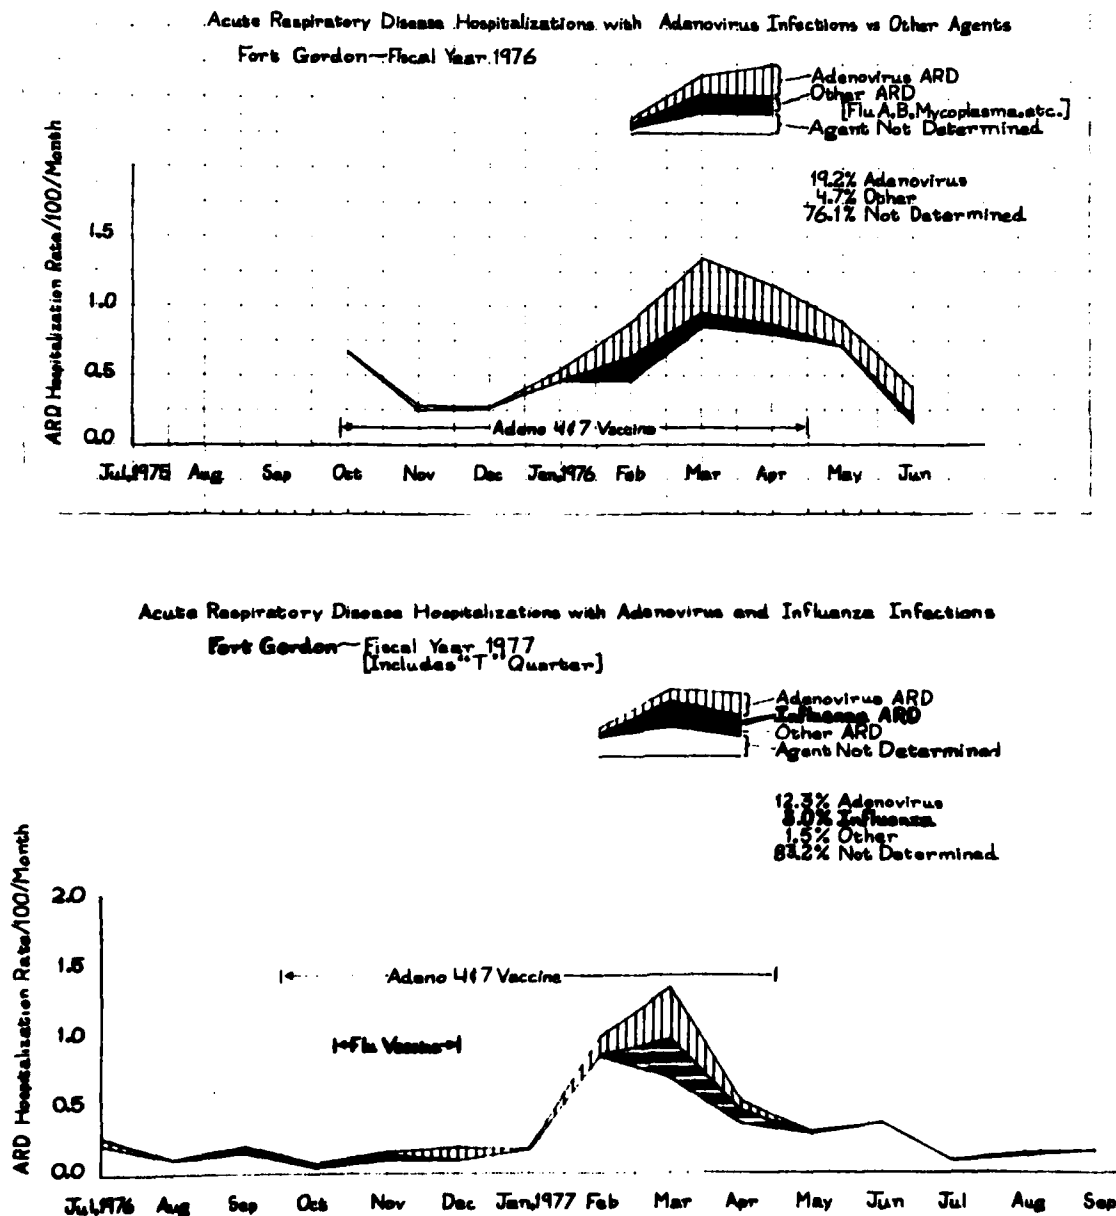 Acute Respiratory Disease Hospitalizations with Adenovirus Infections vs Other Agents
Fort Gordon—Fiscal Year 1976
Adenovirus ARD
Other ARD
[Flu A.B.Mycoplasma.etc.]
Agent Not Determined
19.2% Adenovirus
4.7% Other
76.1% Not Determined
ARD Hospitalization Rate/100/Month
1.5
1.0
0.5
0.0
Adeno 4&7 Vaccine
Jul,1975 Aug Sep Oct Nov Dec Jan,1976 Feb Mar Apr May Jun
Acute Respiratory Disease Hospitalizations with Adenovirus and Influenza Infections
Fort Gordon—Fiscal Year 1977
[Includes "T" Quarter]
Adenovirus ARD
Influenza ARD
Other ARD
Agent Not Determined
12.3% Adenovirus
3.0% Influenza
1.5% Other
83.2% Not Determined
ARD Hospitalization Rate/100/Month
2.0
1.5
1.0
0.5
0.0
Adeno 4&7 Vaccine
Flu Vaccine
Jul,1976 Aug Sep Oct Nov Dec Jan,1977 Feb Mar Apr May Jun Jul Aug Sep